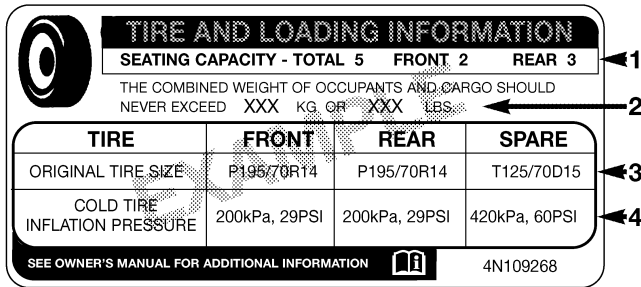 TIRE AND LOADING INFORMATION
SEATING CAPACITY - TOTAL 5 FRONT 2 REAR 3
1
THE COMBINED WEIGHT OF OCCUPANTS AND CARGO SHOULD
NEVER EXCEED XXX KG OR XXX LBS.
2
TIRE FRONT REAR SPARE
ORIGINAL TIRE SIZE P195/70R14 P195/70R14 T125/70D15
3
COLD TIRE
INFLATION PRESSURE 200kPa, 29PSI 200kPa, 29PSI 420kPa, 60PSI
4
SEE OWNER'S MANUAL FOR ADDITIONAL INFORMATION i 4N109268
EXAMPLE